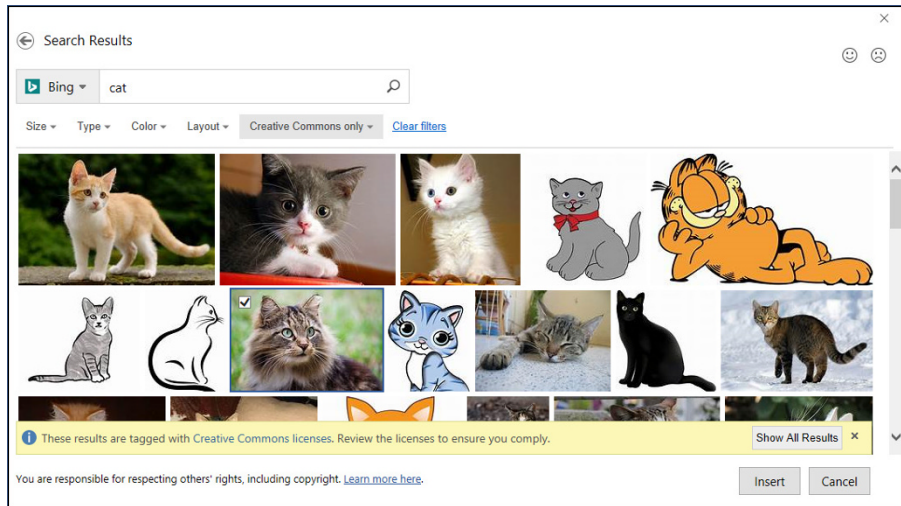 Search Results
Bing
cat
Size Type Color Layout Creative Commons only Clear filters
These results are tagged with Creative Commons licenses. Review the licenses to ensure you comply.
Show All Results
You are responsible for respecting others' rights, including copyright. Learn more here.
Insert Cancel